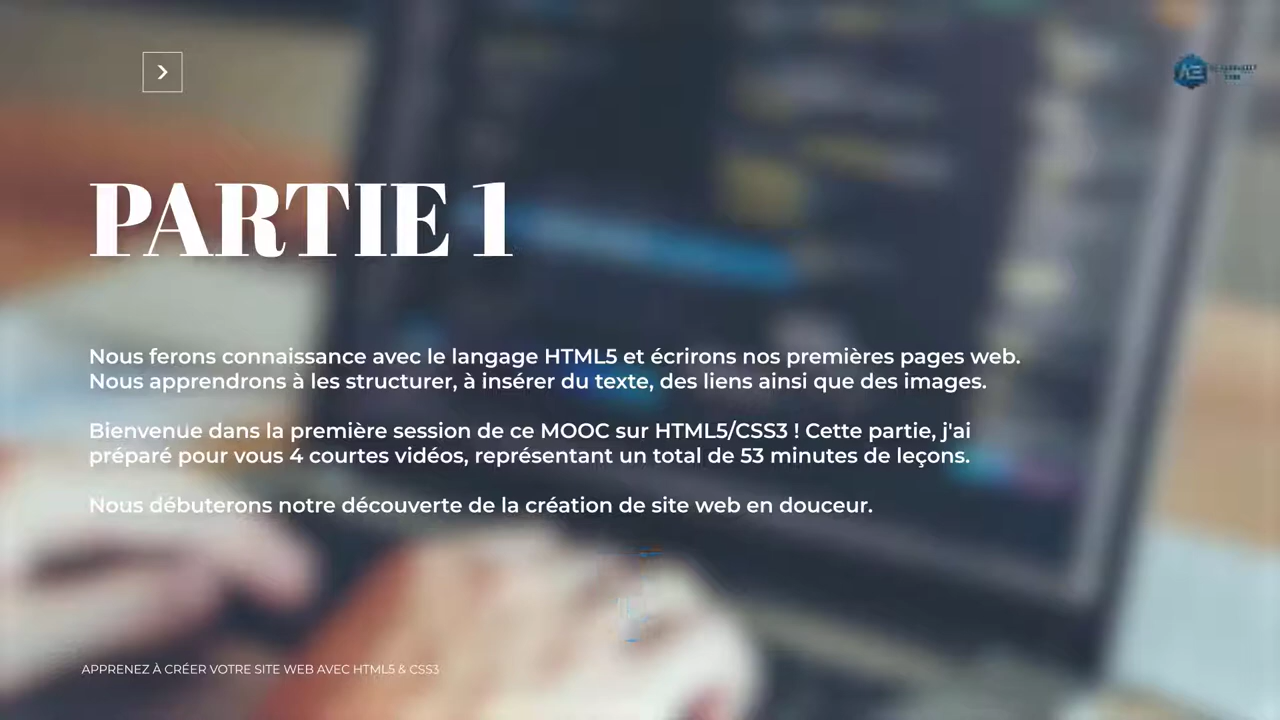 PARTIE 1
Nous ferons connaissance avec le langage HTML5 et écrirons nos premières pages web.
Nous apprendrons à les structurer, à insérer du texte, des liens ainsi que des images.
Bienvenue dans la première session de ce MOOC sur HTML5/CSS3 ! Cette partie, j'ai
préparé pour vous 4 courtes vidéos, représentant un total de 53 minutes de leçons.
Nous débuterons notre découverte de la création de site web en douceur.
APPRENEZ À CRÉER VOTRE SITE WEB AVEC HTML5 & CSS3